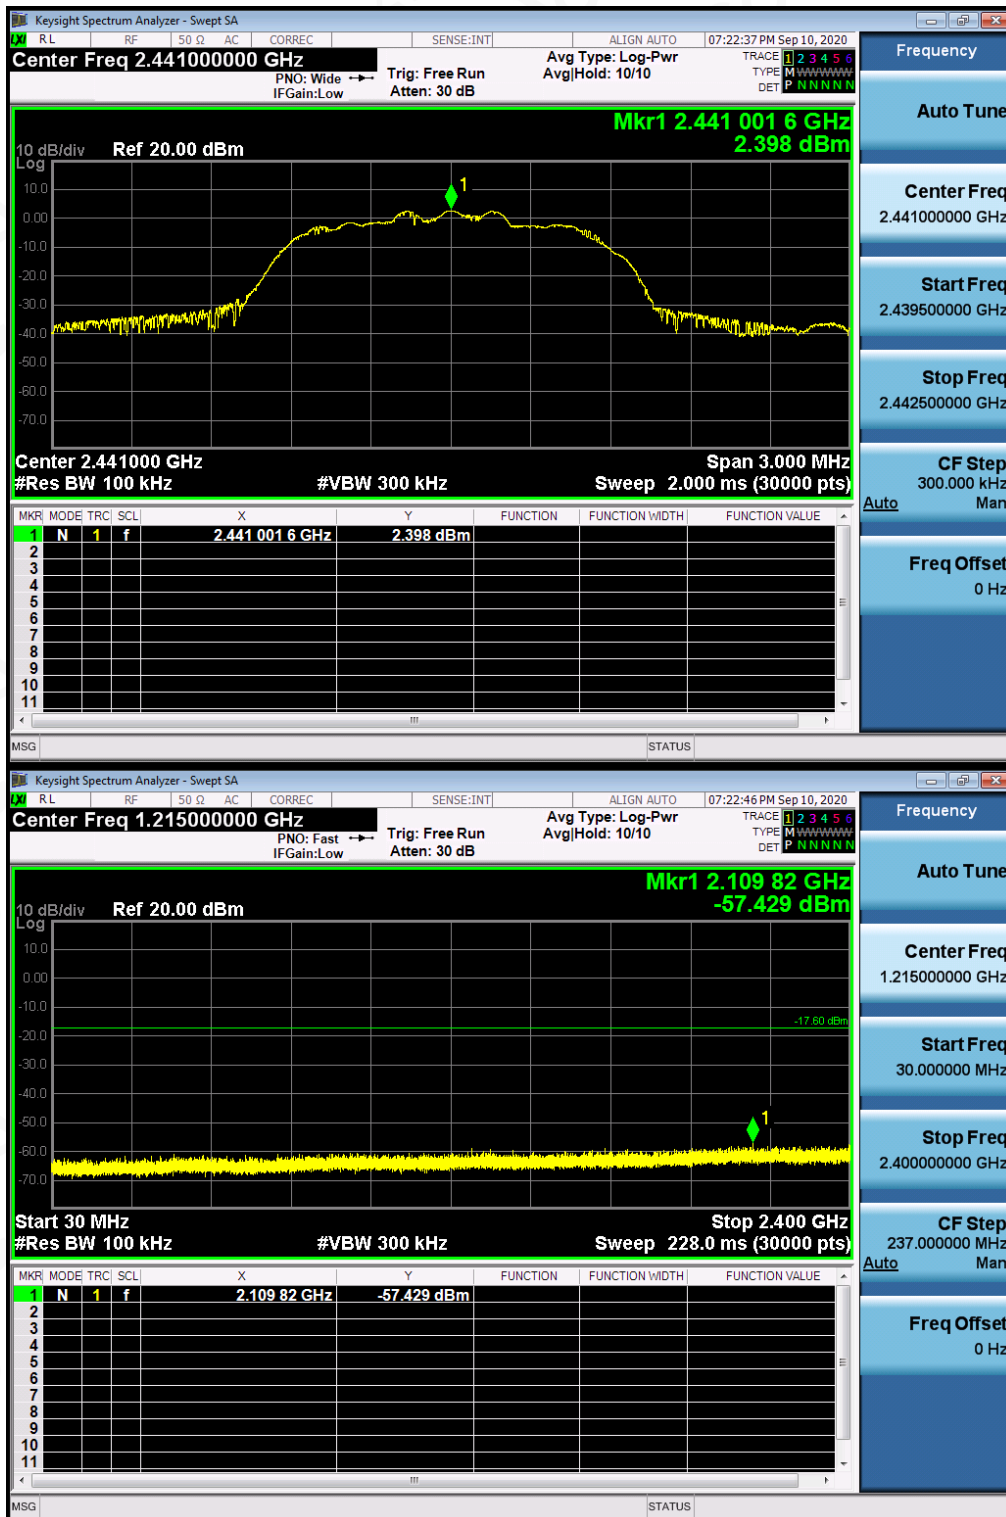 Keysight Spectrum Analyzer - Swept SA
LXI RL RF 50 Ω AC CORREC SENSE:INT ALIGN AUTO 07:22:37 PM Sep 10, 2020
Center Freq 2.441000000 GHz
PNO: Wide
IFGain:Low
Trig: Free Run
Atten: 30 dB
Avg Type: Log-Pwr
Avg|Hold: 10/10
TRACE 1 2 3 4 5 6
TYPE M WWWWW
DET P N N N N N
Mkr1 2.441 001 6 GHz
2.398 dBm
10 dB/div Ref 20.00 dBm
Log
10.0
0.00
-10.0
-20.0
-30.0
-40.0
-50.0
-60.0
-70.0
1
Center 2.441000 GHz Span 3.000 MHz
#Res BW 100 kHz #VBW 300 kHz Sweep 2.000 ms (30000 pts)
MKR MODE TRC SCL X Y FUNCTION FUNCTION WIDTH FUNCTION VALUE
1 N 1 f 2.441 001 6 GHz 2.398 dBm
2
3
4
5
6
7
8
9
10
11
MSG STATUS
Frequency
Auto Tune
Center Freq
2.441000000 GHz
Start Freq
2.439500000 GHz
Stop Freq
2.442500000 GHz
CF Step
300.000 kHz
Auto Man
Freq Offset
0 Hz
Keysight Spectrum Analyzer - Swept SA
LXI RL RF 50 Ω AC CORREC SENSE:INT ALIGN AUTO 07:22:46 PM Sep 10, 2020
Center Freq 1.215000000 GHz
PNO: Fast
IFGain:Low
Trig: Free Run
Atten: 30 dB
Avg Type: Log-Pwr
Avg|Hold: 10/10
TRACE 1 2 3 4 5 6
TYPE M WWWWW
DET P N N N N N
Mkr1 2.109 82 GHz
-57.429 dBm
10 dB/div Ref 20.00 dBm
Log
10.0
0.00
-10.0
-20.0
-30.0
-40.0
-50.0
-60.0
-70.0
-17.60 dBm
1
Start 30 MHz Stop 2.400 GHz
#Res BW 100 kHz #VBW 300 kHz Sweep 228.0 ms (30000 pts)
MKR MODE TRC SCL X Y FUNCTION FUNCTION WIDTH FUNCTION VALUE
1 N 1 f 2.109 82 GHz -57.429 dBm
2
3
4
5
6
7
8
9
10
11
MSG STATUS
Frequency
Auto Tune
Center Freq
1.215000000 GHz
Start Freq
30.000000 MHz
Stop Freq
2.400000000 GHz
CF Step
237.000000 MHz
Auto Man
Freq Offset
0 Hz